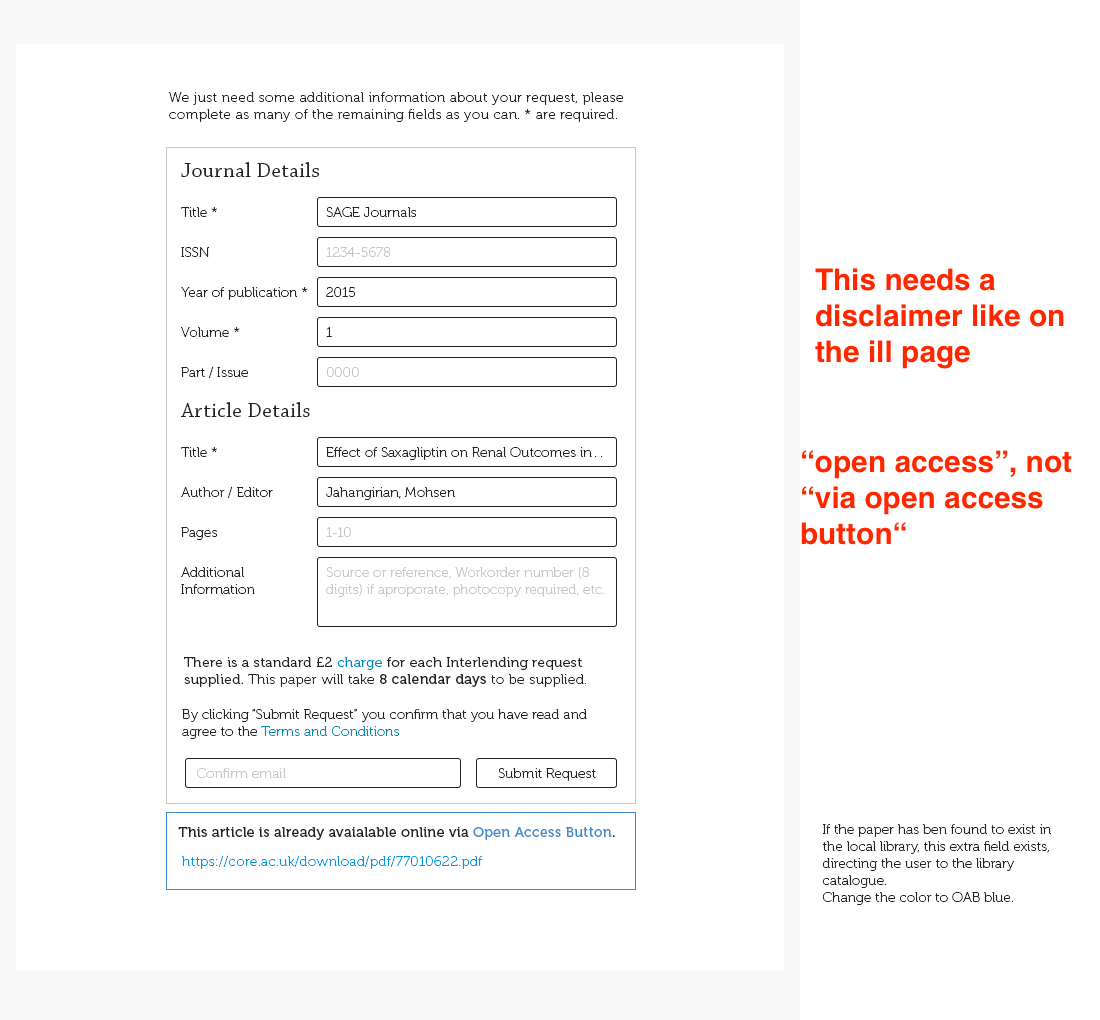 We just need some additional information about your request, please
complete as many of the remaining fields as you can. * are required.
Journal Details
Title *
SAGE Journals
ISSN
1234-5678
Year of publication *
2015
Volume *
1
Part / Issue
0000
Article Details
Title *
Effect of Saxagliptin on Renal Outcomes in . .
Author / Editor
Jahangirian, Mohsen
Pages
1-10
Additional
Information
Source or reference, Workorder number (8
digits) if aproporate, photocopy required, etc.
There is a standard £2 charge for each Interlending request
supplied. This paper will take 8 calendar days to be supplied.
By clicking "Submit Request" you confirm that you have read and
agree to the Terms and Conditions
Confirm email
Submit Request
This article is already avaialable online via Open Access Button.
https://core.ac.uk/download/pdf/77010622.pdf
This needs a
disclaimer like on
the ill page
“open access”, not
“via open access
button“
If the paper has ben found to exist in
the local library, this extra field exists,
directing the user to the library
catalogue.
Change the color to OAB blue.